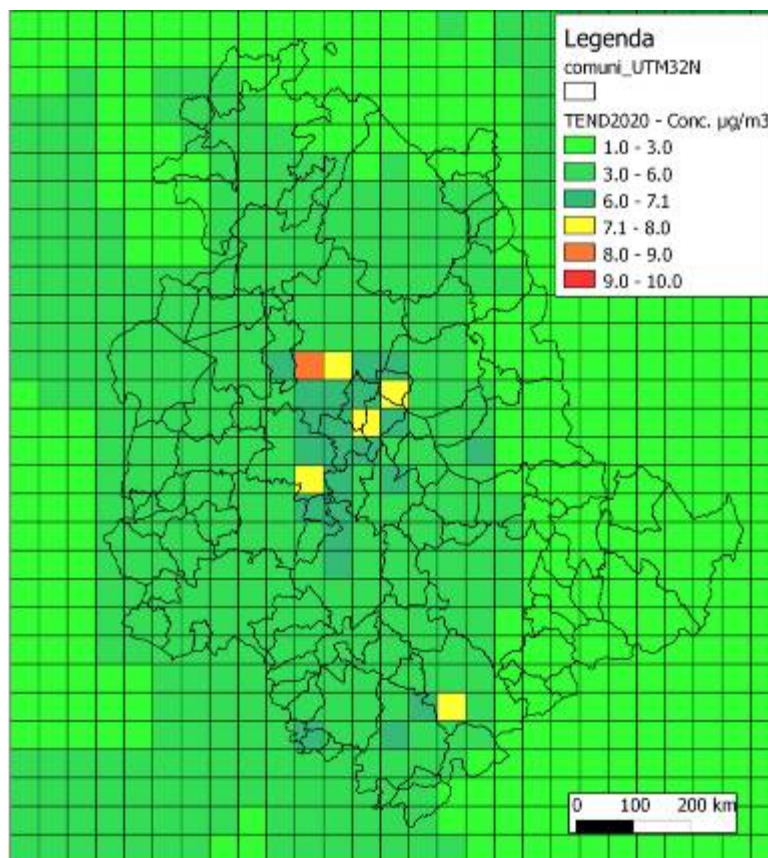 Legenda
comuni_UTM32N
TEND2020 - Conc. µg/m3
1.0 - 3.0
3.0 - 6.0
6.0 - 7.1
7.1 - 8.0
8.0 - 9.0
9.0 - 10.0
0 100 200 km